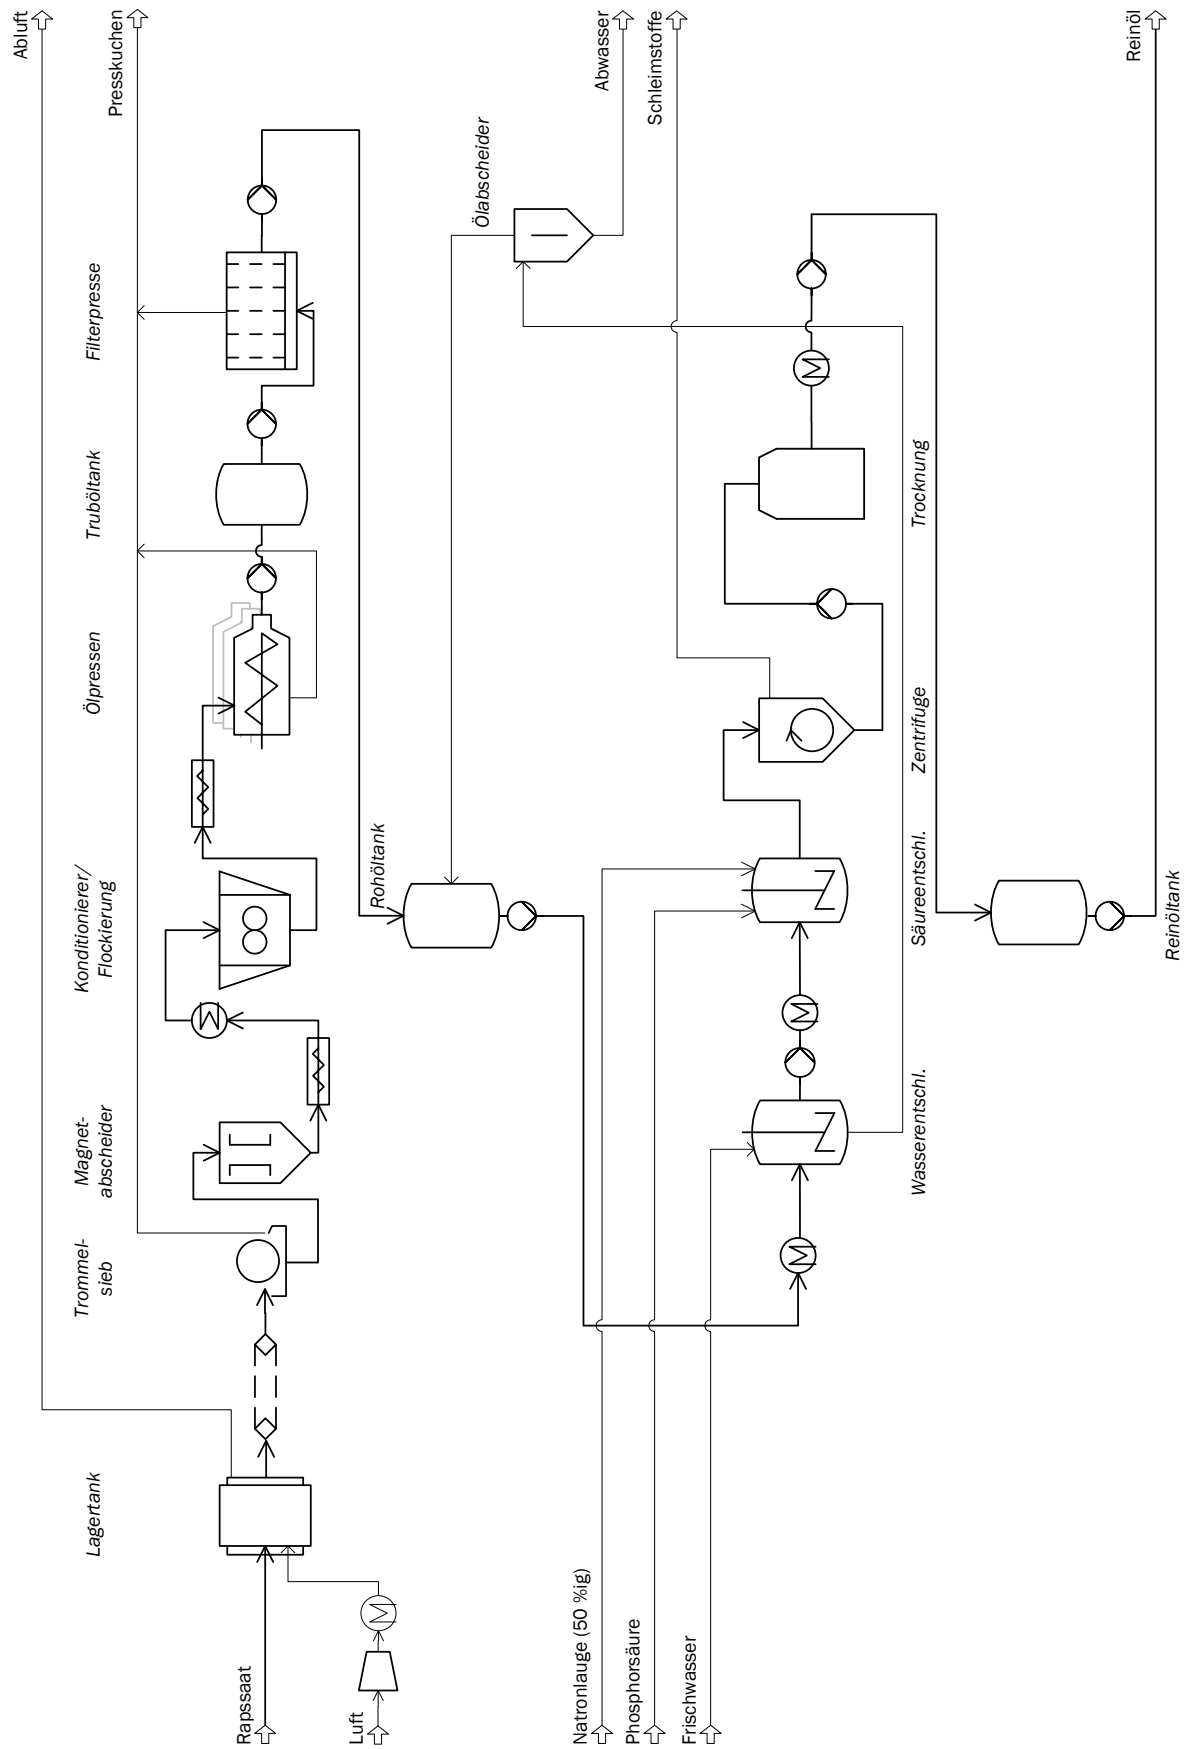 Abluft
Presskuchen
Abwasser
Schleimstoffe
Reinöl
Lagertank
Trommel-
sieb
Magnet-
abscheider
Konditionierer/
Flockierung
Ölpressen
Truböltank
Filterpresse
Rohöltank
Ölabscheider
Wasserentschl.
Säureentschl.
Zentrifuge
Trocknung
Reinöltank
Rapssaat
Luft
Natronlauge (50 %ig)
Phosphorsäure
Frischwasser